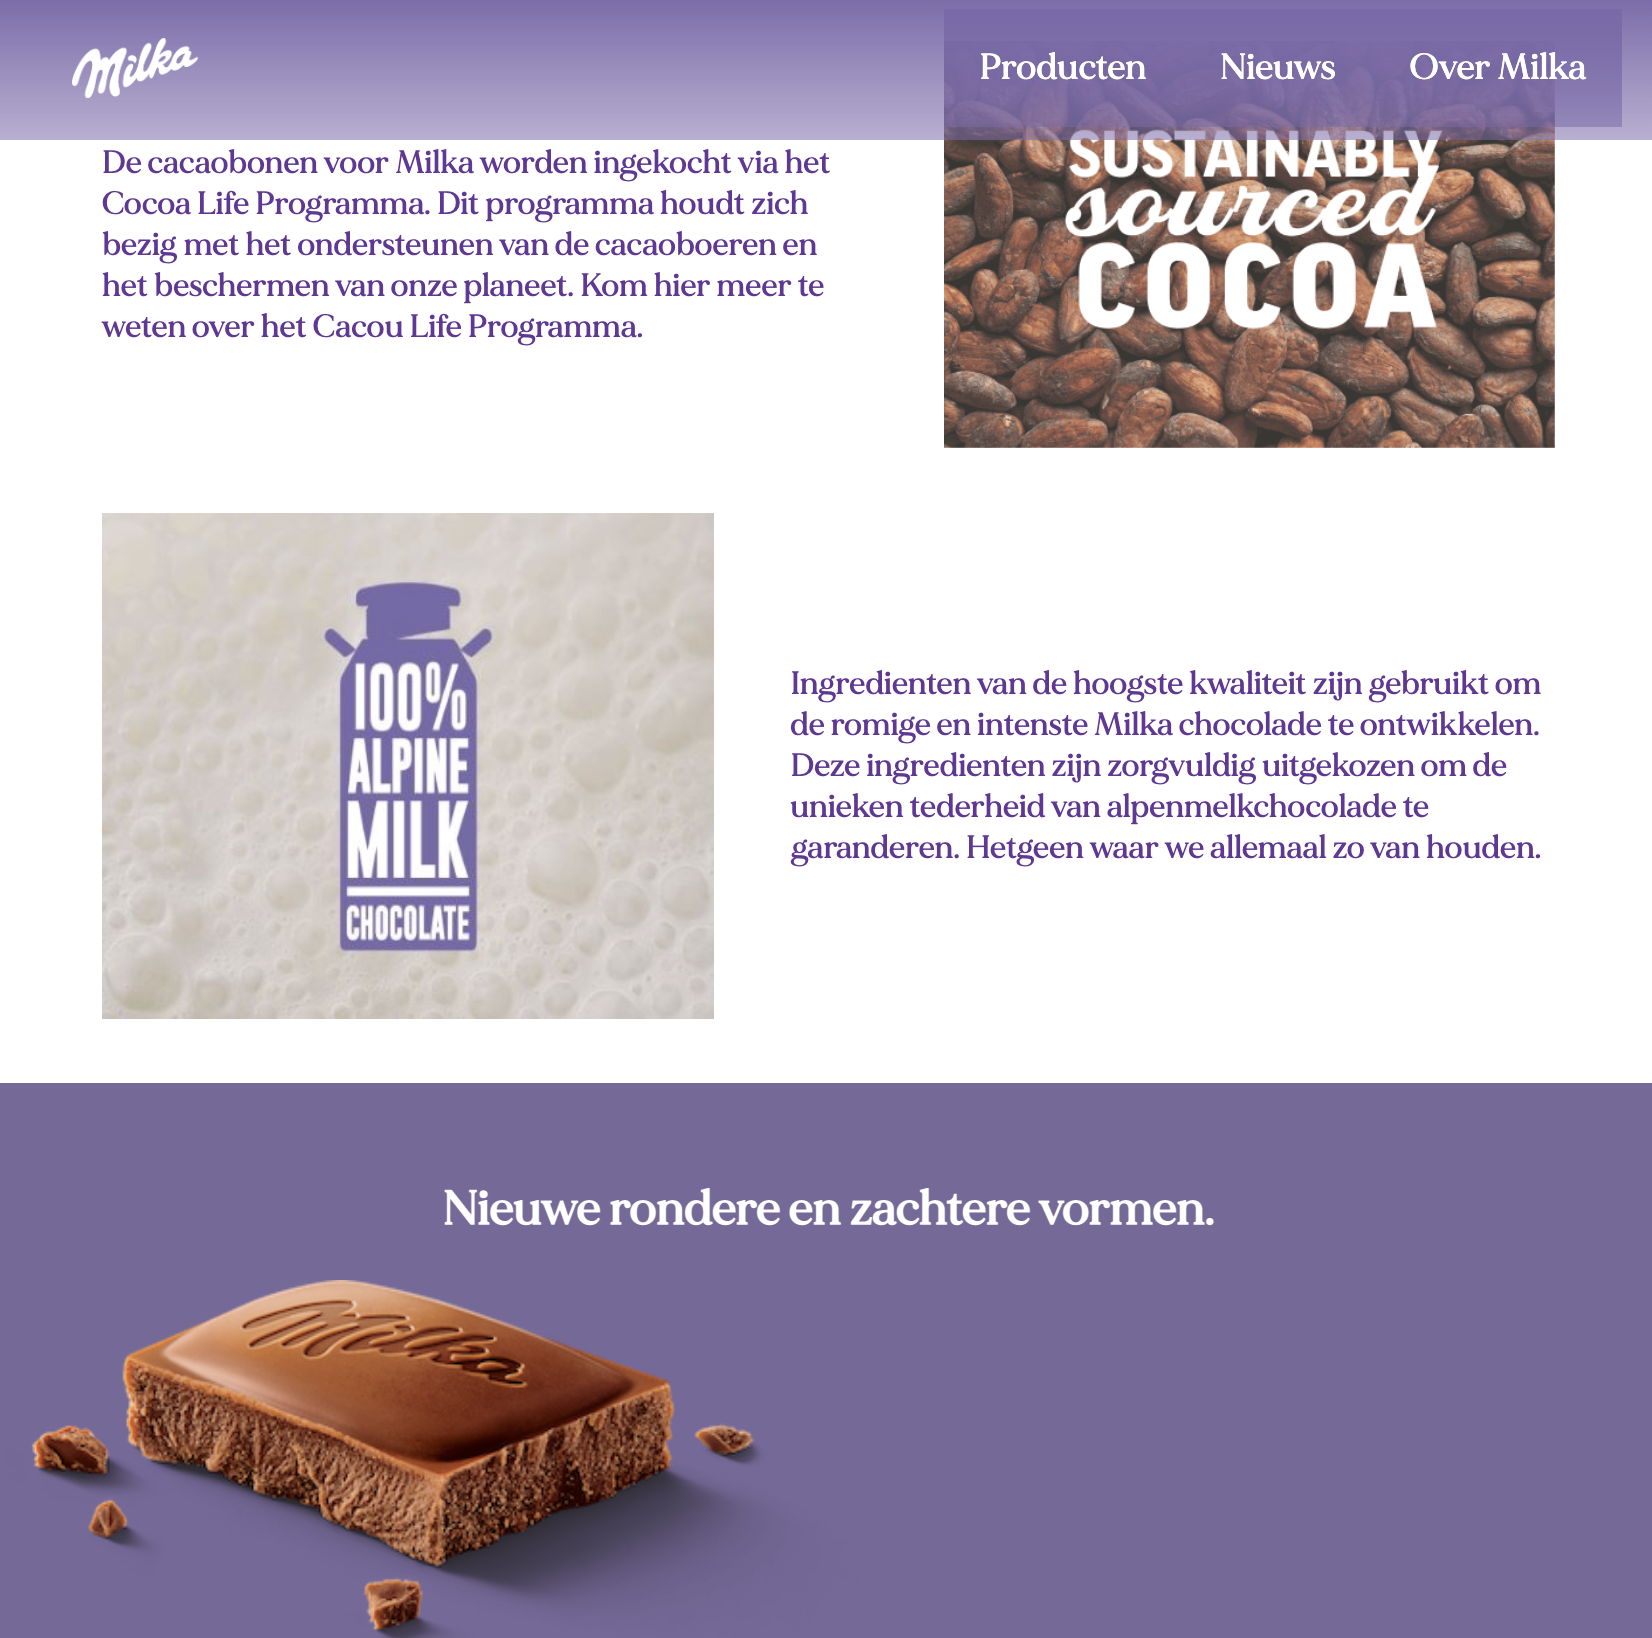 Milka
Producten
Nieuws
Over Milka
De cacaobonen voor Milka worden ingekocht via het
Cocoa Life Programma. Dit programma houdt zich
bezig met het ondersteunen van de cacaoboeren en
het beschermen van onze planeet. Kom hier meer te
weten over het Cacou Life Programma.
SUSTAINABLY
sourced
COCOA
100%
ALPINE
MILK
CHOCOLATE
Ingredienten van de hoogste kwaliteit zijn gebruikt om
de romige en intenste Milka chocolade te ontwikkelen.
Deze ingredienten zijn zorgvuldig uitgekozen om de
unieken tederheid van alpenmelkchocolade te
garanderen. Hetgeen waar we allemaal zo van houden.
Nieuwe rondere en zachtere vormen.
Milka